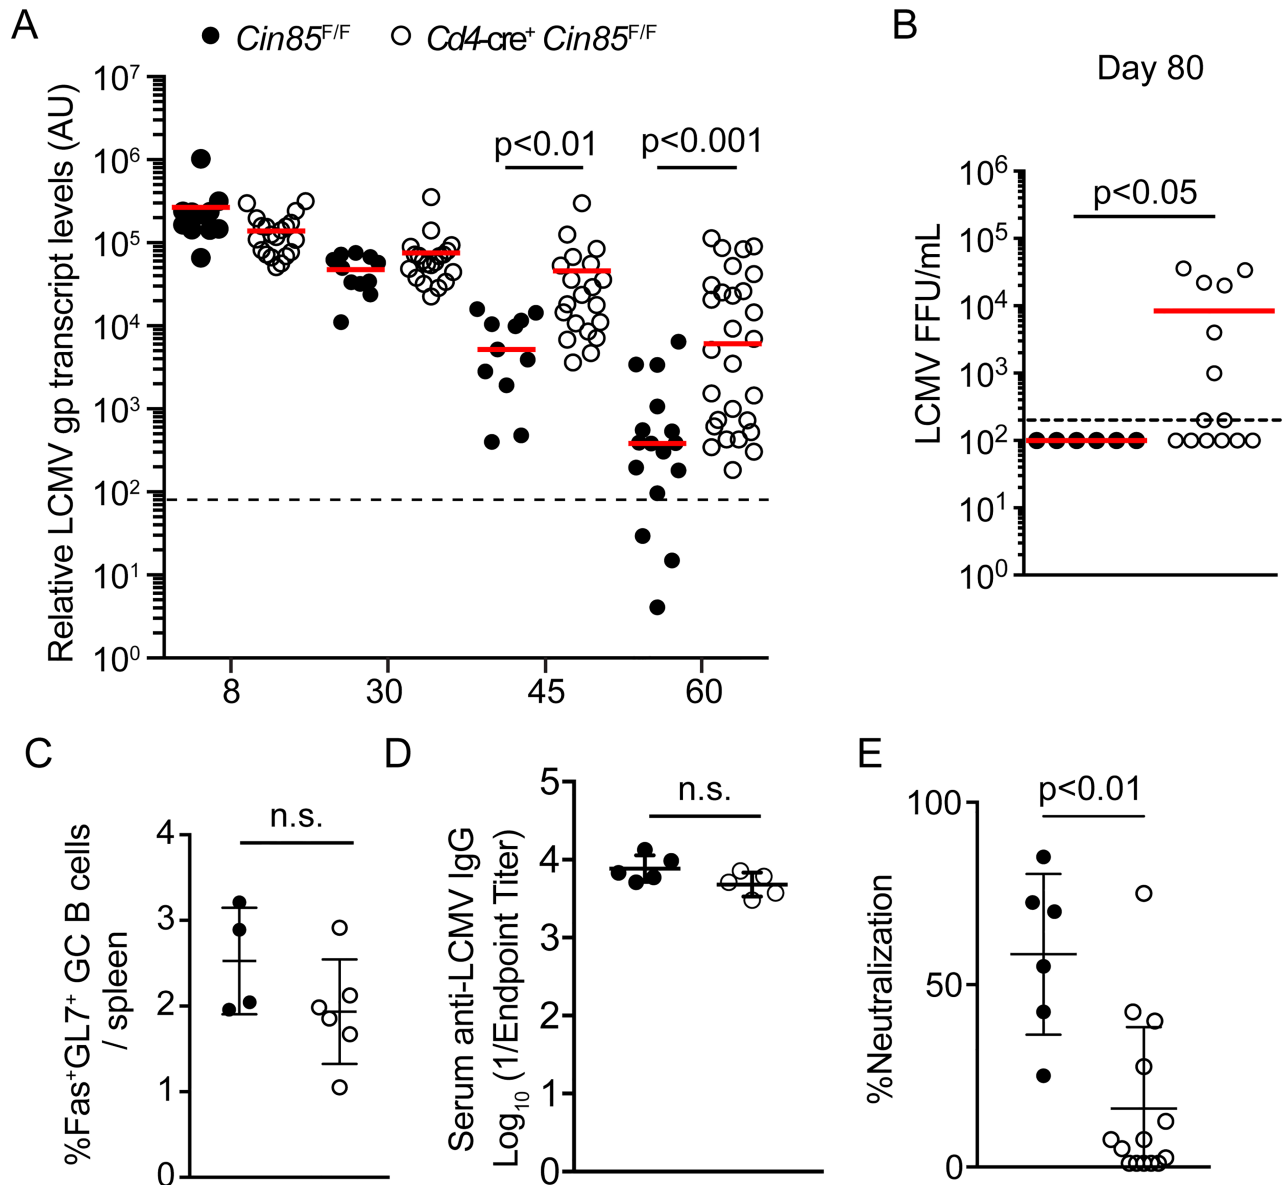 A
Cin85F/F
Cd4-cre+ Cin85F/F
Relative LCMV gp transcript levels (AU)
10⁷
10⁶
10⁵
10⁴
10³
10²
10¹
10⁰
p<0.01
p<0.001
8
30
45
60
B
Day 80
LCMV FFU/mL
10⁶
10⁵
10⁴
10³
10²
10¹
10⁰
p<0.05
C
%Fas⁺GL7⁺ GC B cells
/ spleen
4
3
2
1
0
n.s.
D
Serum anti-LCMV IgG
Log₁₀ (1/Endpoint Titer)
5
4
3
2
1
0
n.s.
E
%Neutralization
100
50
0
p<0.01